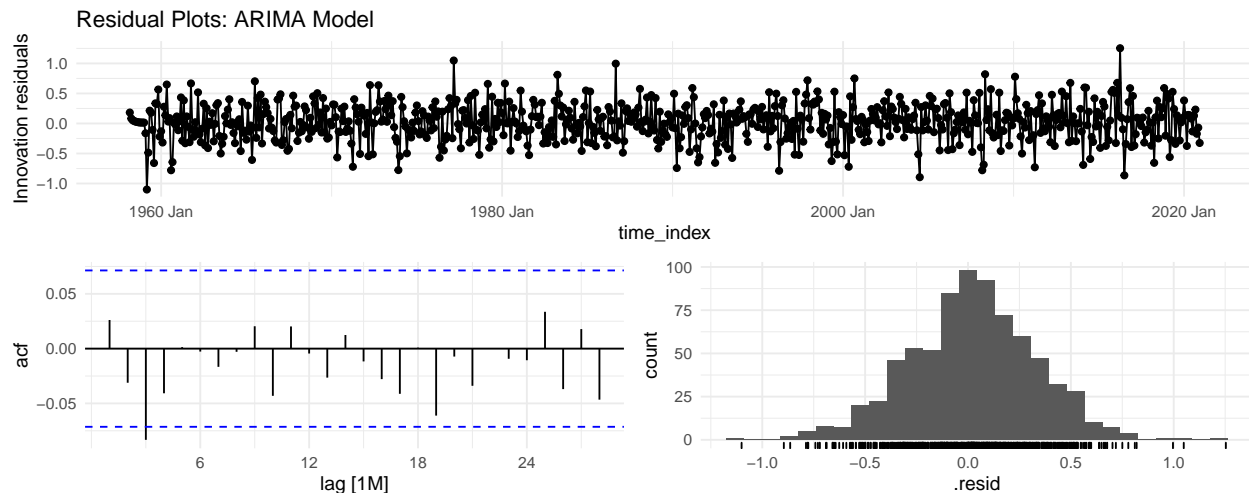 Residual Plots: ARIMA Model
Innovation residuals
1.0
0.5
0.0
−0.5
−1.0
1960 Jan
1980 Jan
2000 Jan
2020 Jan
time_index
acf
0.05
0.00
−0.05
6
12
18
24
lag [1M]
count
100
75
50
25
0
−1.0
−0.5
0.0
0.5
1.0
.resid